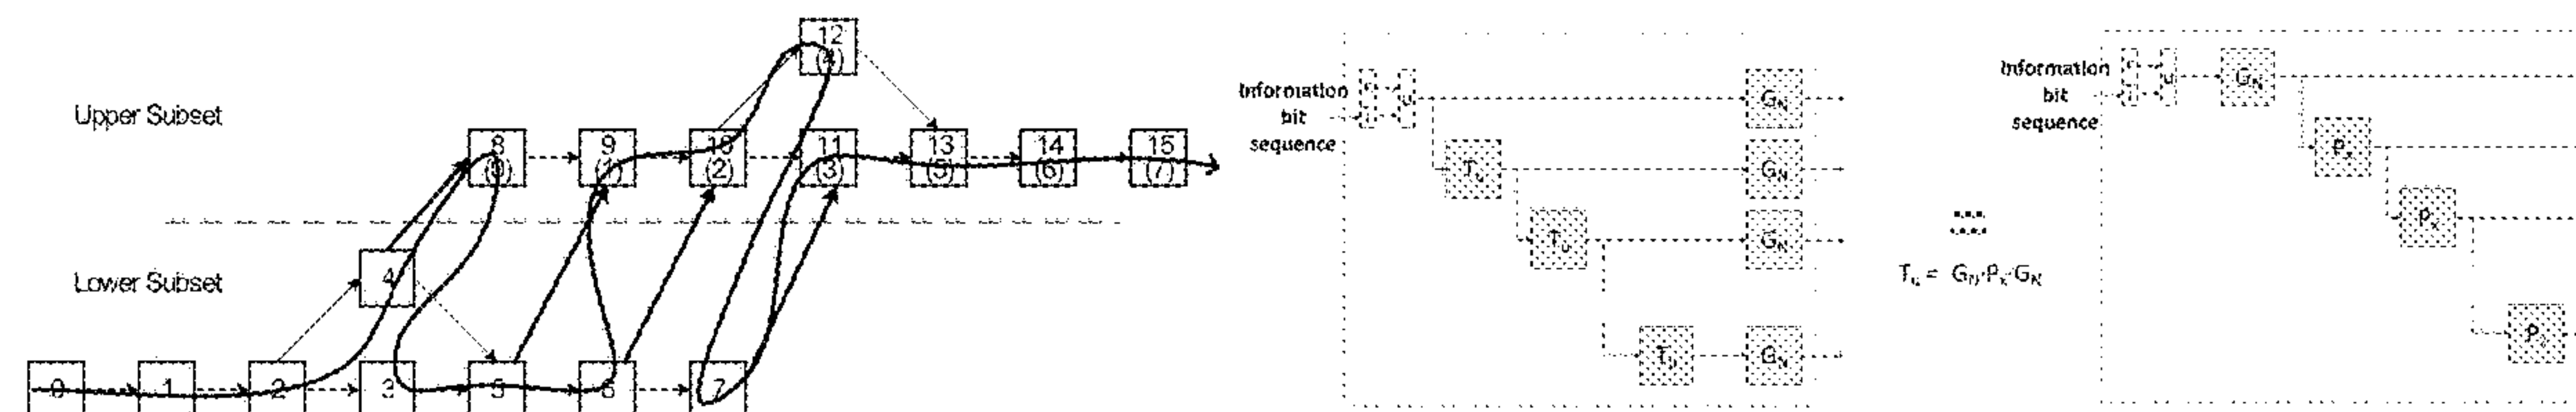 12
(4)
Upper Subset
8
(0)
9
(1)
10
(2)
11
(3)
13
(5)
14
(6)
15
(7)
Lower Subset
4
0
1
2
3
5
6
7
Information
bit
sequence
u
G_N
T_u
G_N
T_u
G_N
T_u
G_N
T_u = G_N·P_x·G_N
Information
bit
sequence
u
G_N
P_x
P_x
P_x